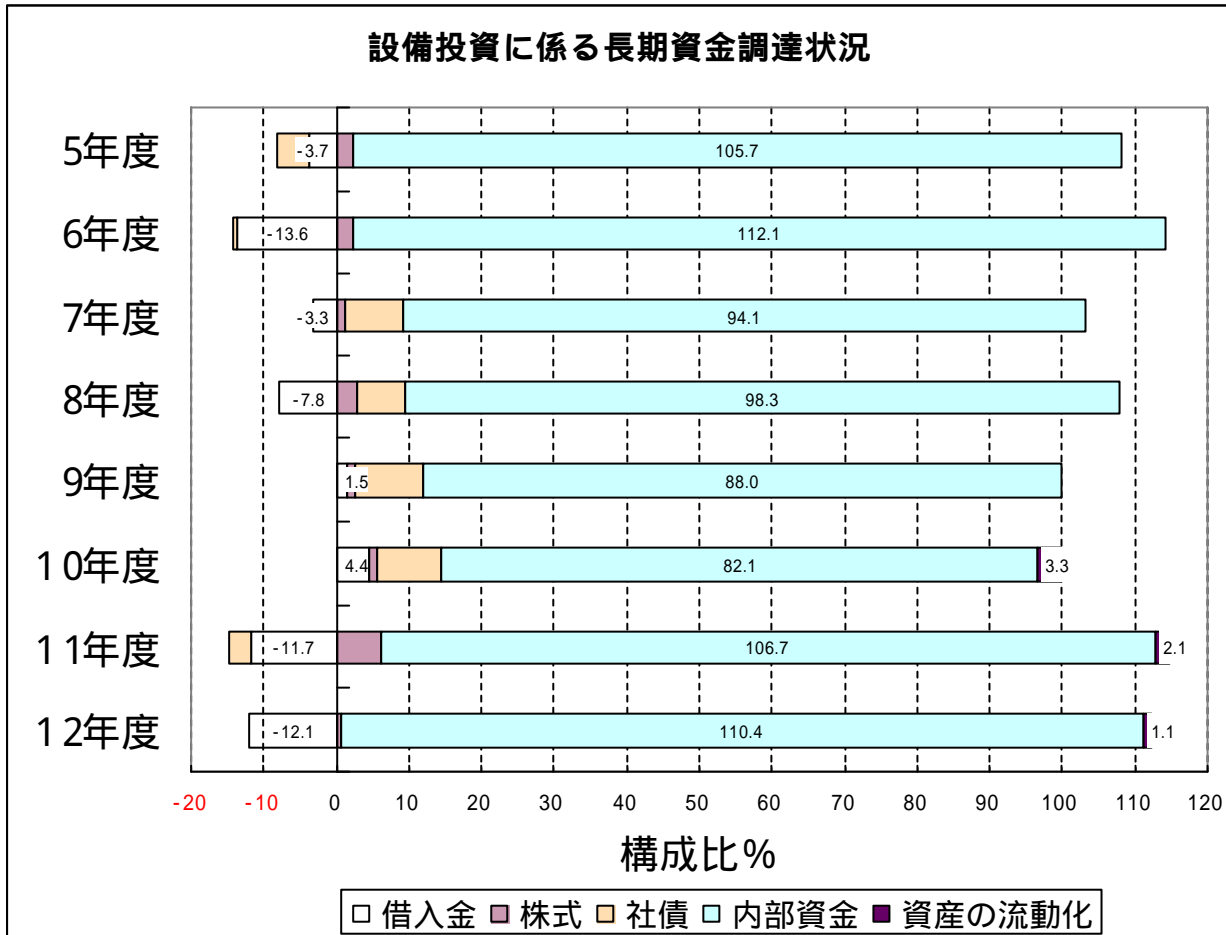 設備投資に係る長期資金調達状況
5年度 -3.7 105.7
6年度 -13.6 112.1
7年度 -3.3 94.1
8年度 -7.8 98.3
9年度 1.5 88.0
10年度 4.4 82.1 3.3
11年度 -11.7 106.7 2.1
12年度 -12.1 110.4 1.1
-20 -10 0 10 20 30 40 50 60 70 80 90 100 110 120
構成比%
借入金 株式 社債 内部資金 資産の流動化